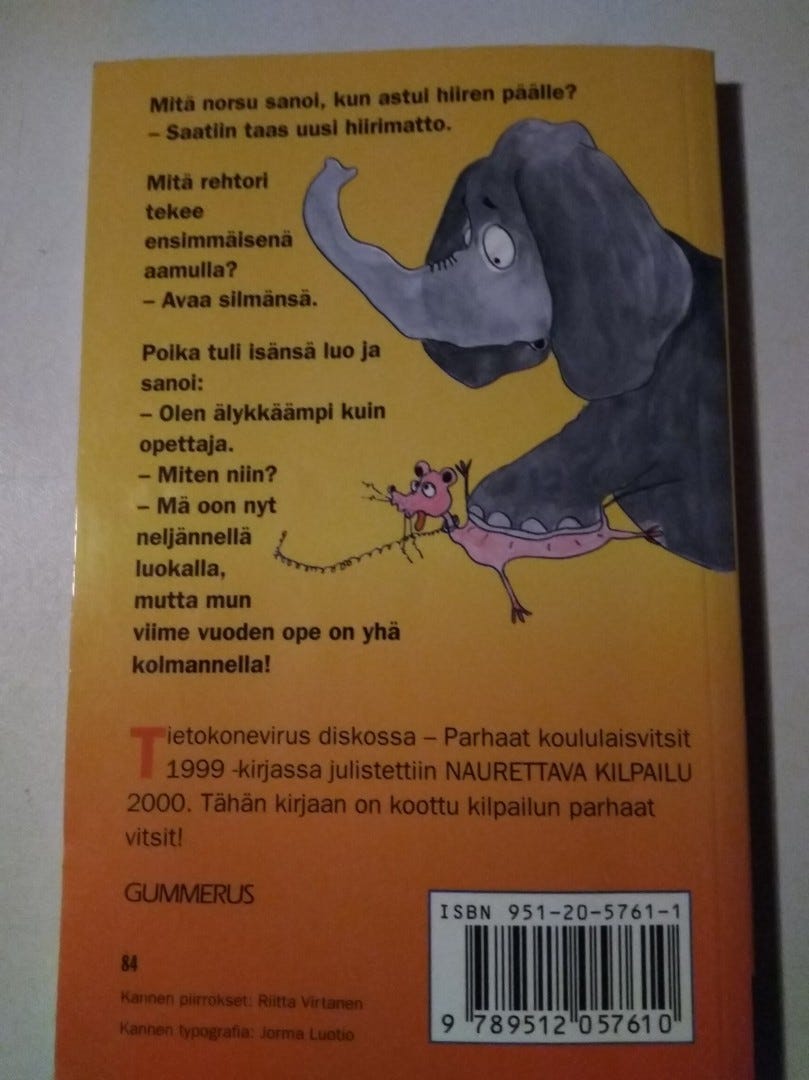 Mitä norsu sanoi, kun astui hiiren päälle?
– Saatiin taas uusi hiirimatto.
Mitä rehtori
tekee
ensimmäisenä
aamulla?
– Avaa silmänsä.
Poika tuli isänsä luo ja
sanoi:
– Olen älykkäämpi kuin
opettaja.
– Miten niin?
– Mä oon nyt
neljännellä
luokalla,
mutta mun
viime vuoden ope on yhä
kolmannella!
Tietokonevirus diskossa – Parhaat koululaisvitsit
1999 -kirjassa julistettiin NAURETTAVA KILPAILU
2000. Tähän kirjaan on koottu kilpailun parhaat
vitsit!
GUMMERUS
84
Kannen piirrokset: Riitta Virtanen
Kannen typografia: Jorma Luotio
ISBN 951-20-5761-1
9 789512 057610